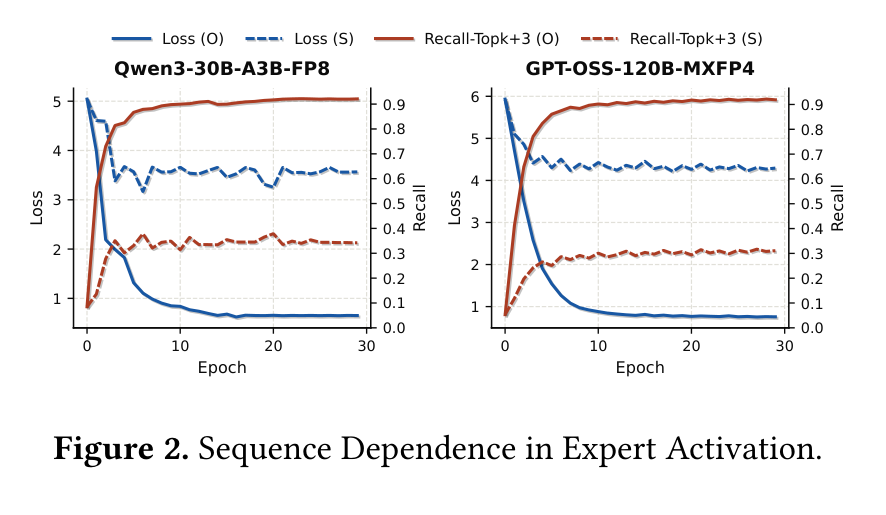 Loss (O) Loss (S) Recall-Topk+3 (O) Recall-Topk+3 (S)
Qwen3-30B-A3B-FP8
5
4
3
2
1
Loss
0.9
0.8
0.7
0.6
0.5
0.4
0.3
0.2
0.1
0.0
Recall
0 10 20 30
Epoch
GPT-OSS-120B-MXFP4
6
5
4
3
2
1
Loss
0.9
0.8
0.7
0.6
0.5
0.4
0.3
0.2
0.1
0.0
Recall
0 10 20 30
Epoch
Figure 2. Sequence Dependence in Expert Activation.